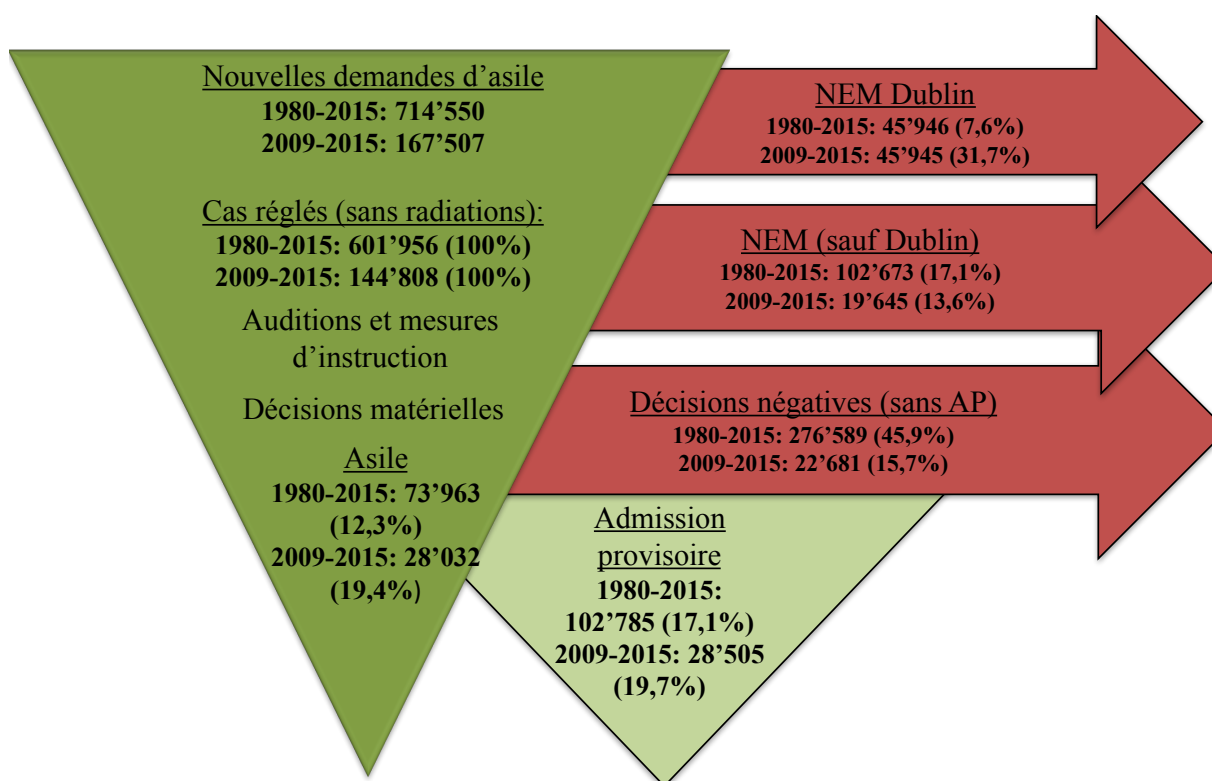 Nouvelles demandes d’asile
1980-2015: 714’550
2009-2015: 167’507
Cas réglés (sans radiations):
1980-2015: 601’956 (100%)
2009-2015: 144’808 (100%)
Auditions et mesures
d’instruction
Décisions matérielles
Asile
1980-2015: 73’963
(12,3%)
2009-2015: 28’032
(19,4%)
NEM Dublin
1980-2015: 45’946 (7,6%)
2009-2015: 45’945 (31,7%)
NEM (sauf Dublin)
1980-2015: 102’673 (17,1%)
2009-2015: 19’645 (13,6%)
Décisions négatives (sans AP)
1980-2015: 276’589 (45,9%)
2009-2015: 22’681 (15,7%)
Admission
provisoire
1980-2015:
102’785 (17,1%)
2009-2015: 28’505
(19,7%)